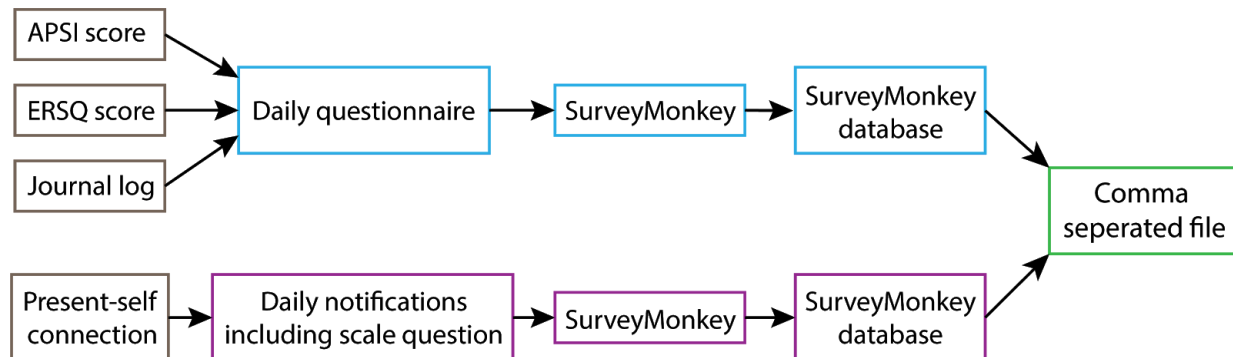 APSI score
ERSQ score
Journal log
Daily questionnaire
SurveyMonkey
SurveyMonkey
database
Comma
seperated file
Present-self
connection
Daily notifications
including scale question
SurveyMonkey
SurveyMonkey
database